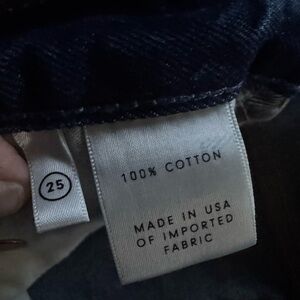 25
100% COTTON
MADE IN USA
OF IMPORTED
FABRIC